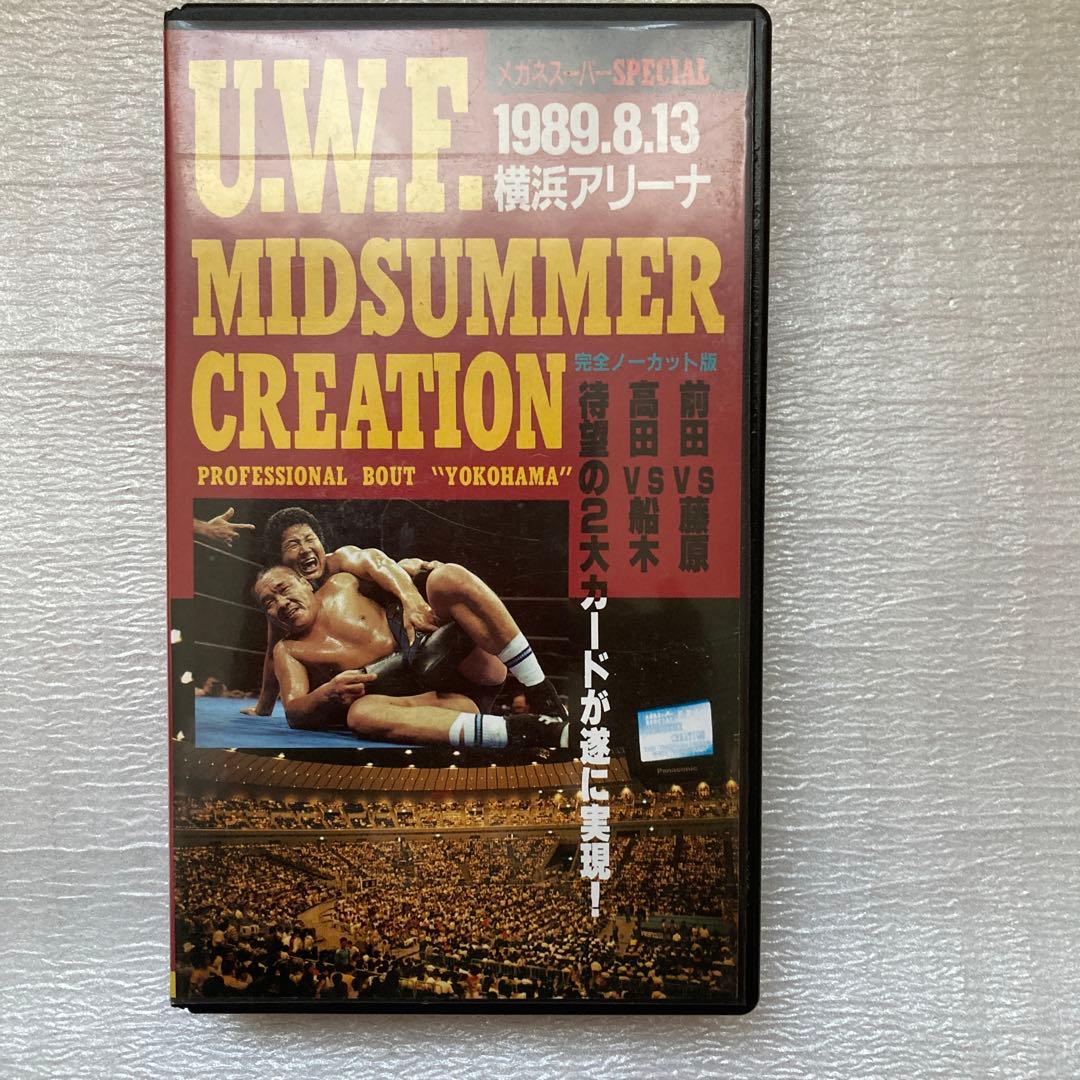 U.W.F.
メガネスーパーSPECIAL
1989.8.13
横浜アリーナ
MIDSUMMER
CREATION
完全ノーカット版
前田VS藤原
高田VS船木
待望の2大カードが遂に実現!
PROFESSIONAL BOUT "YOKOHAMA"
Panasonic